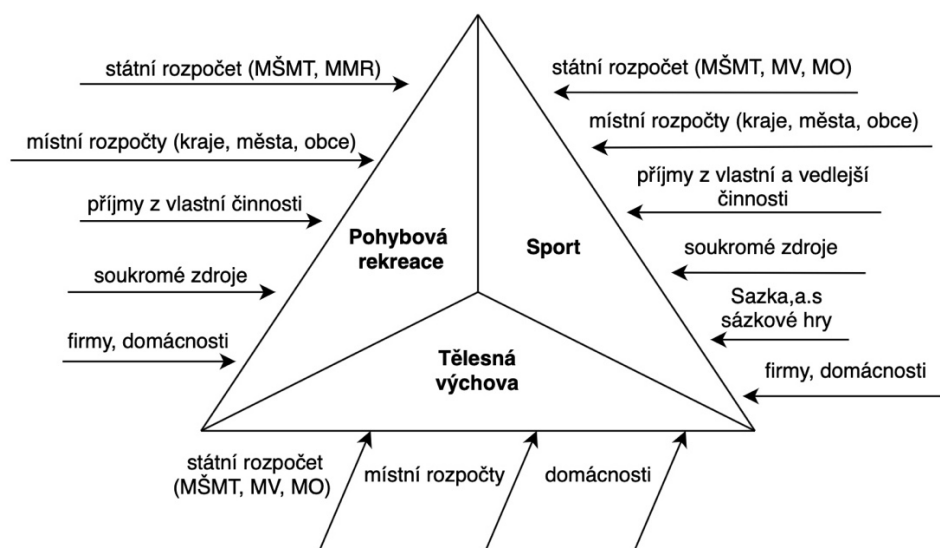 státní rozpočet (MŠMT, MMR)
místní rozpočty (kraje, města, obce)
příjmy z vlastní činnosti
soukromé zdroje
firmy, domácnosti
Pohybová
rekreace
Sport
Tělesná
výchova
státní rozpočet (MŠMT, MV, MO)
místní rozpočty (kraje, města, obce)
příjmy z vlastní a vedlejší
činnosti
soukromé zdroje
Sazka,a.s
sázkové hry
firmy, domácnosti
státní rozpočet
(MŠMT, MV, MO)
místní rozpočty
domácnosti